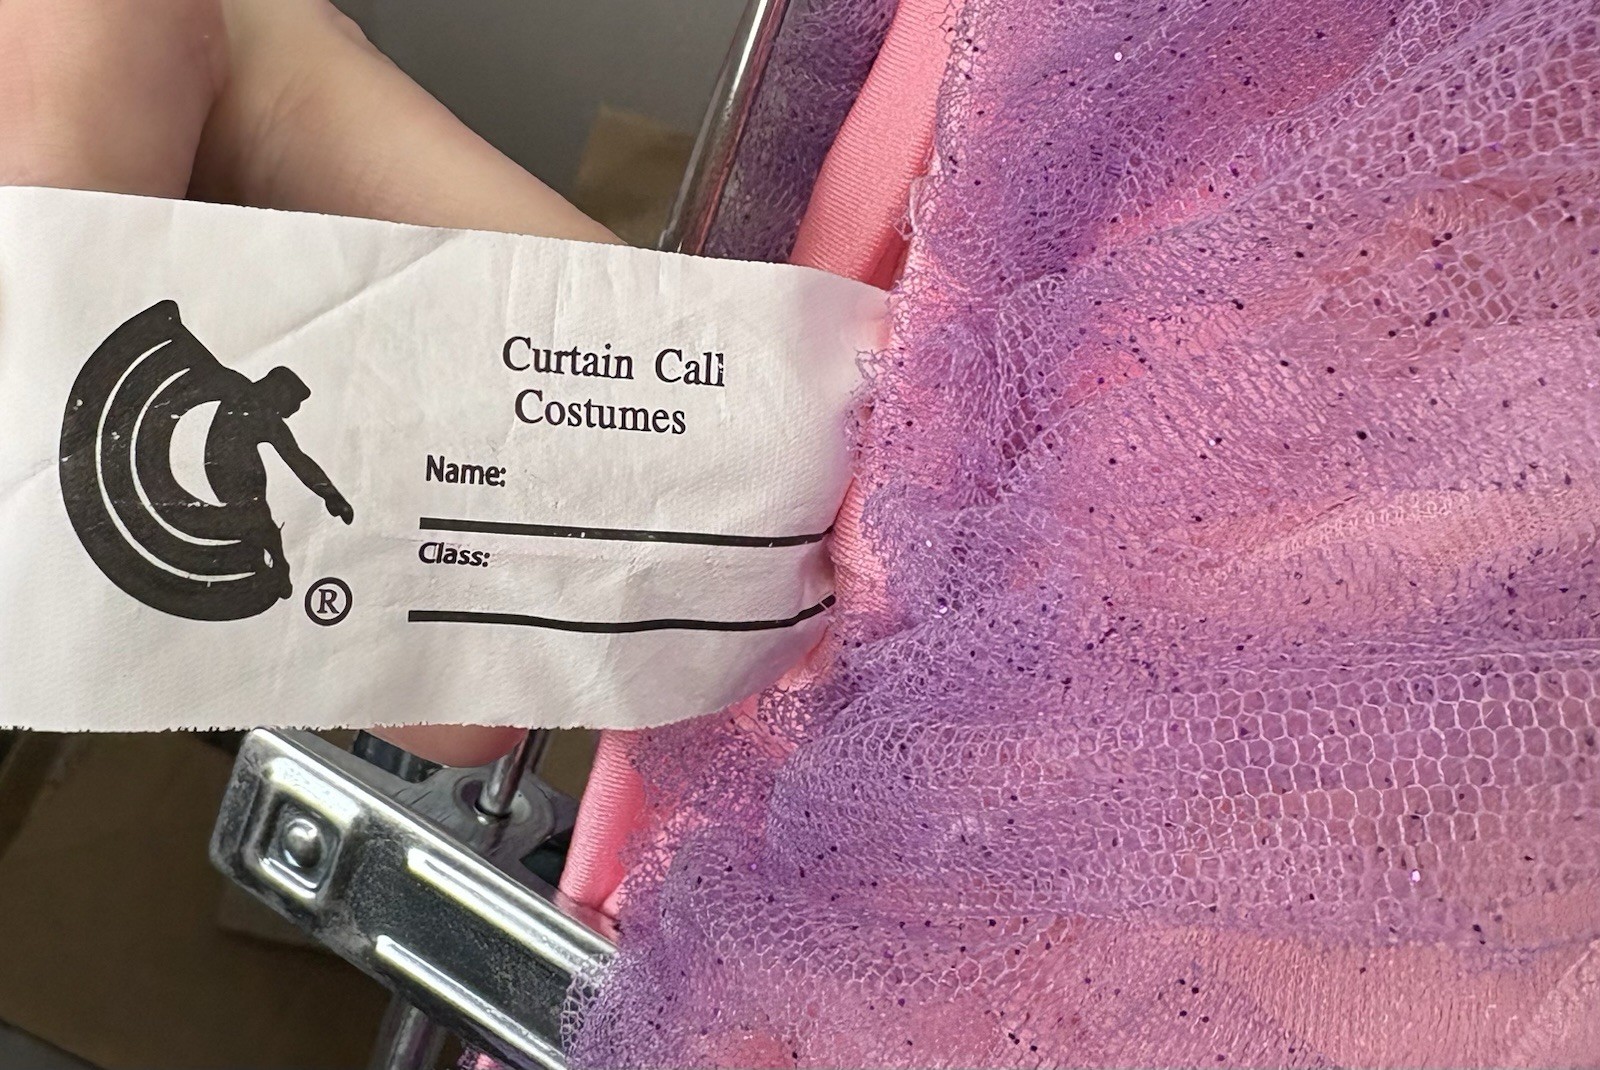 Curtain Call
Costumes
Name:
Class:
®